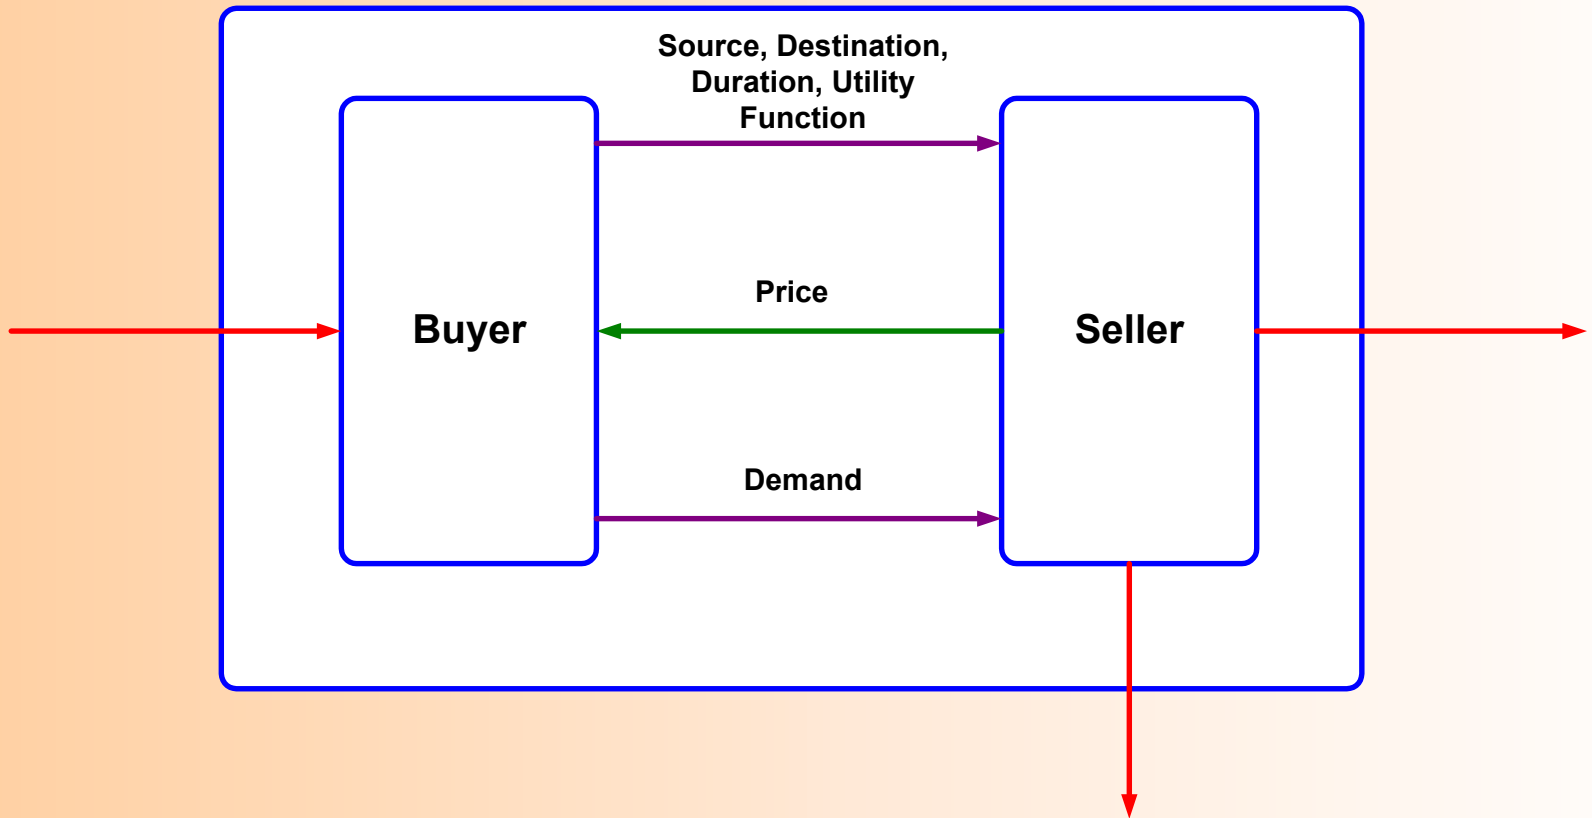 Source, Destination,
Duration, Utility
Function
Price
Buyer
Seller
Demand